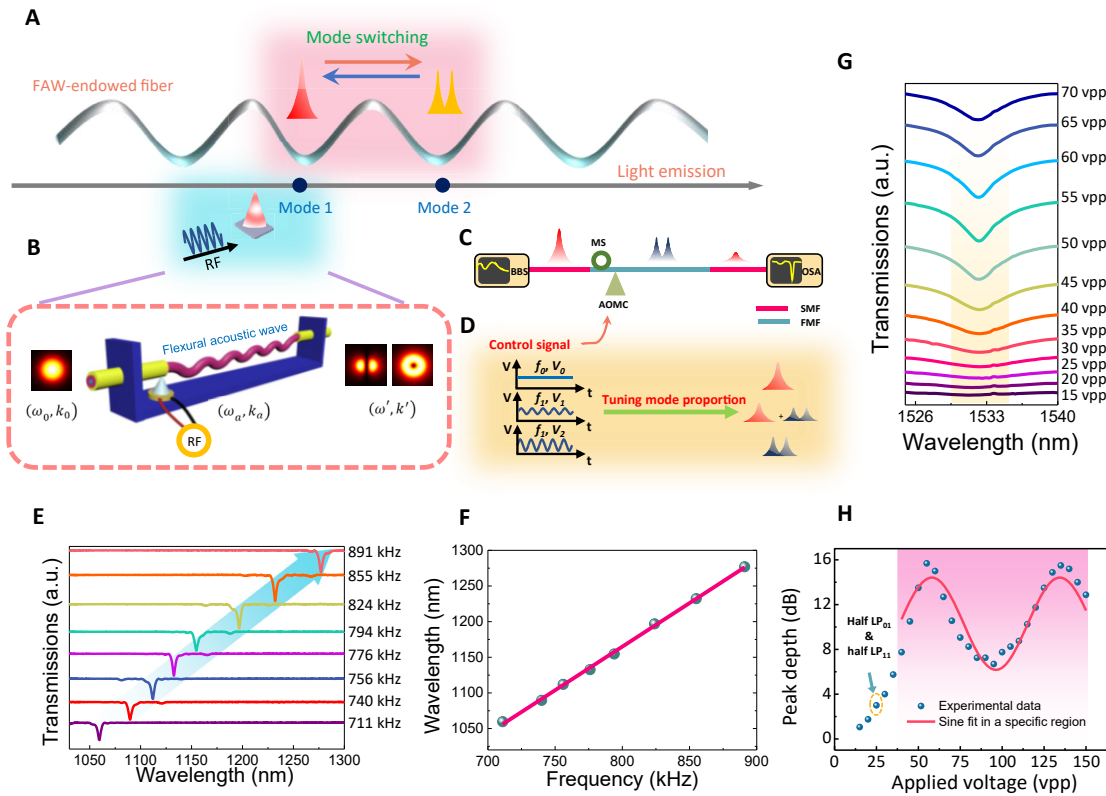 A
Mode switching
FAW-endowed fiber
Light emission
Mode 1
Mode 2
RF
B
Flexural acoustic wave
(ω₀, k₀)
(ωₐ, kₐ)
(ω′, k′)
RF
C
BBS
MS
AOMC
OSA
SMF
FMF
D
Control signal
V
f₀, V₀
t
V
f₁, V₁
t
V
f₁, V₂
t
Tuning mode proportion
+
E
Transmissions (a.u.)
891 kHz
855 kHz
824 kHz
794 kHz
776 kHz
756 kHz
740 kHz
711 kHz
1050 1100 1150 1200 1250 1300
Wavelength (nm)
F
Wavelength (nm)
1300
1250
1200
1150
1100
1050
700 750 800 850 900
Frequency (kHz)
G
Transmissions (a.u.)
70 vpp
65 vpp
60 vpp
55 vpp
50 vpp
45 vpp
40 vpp
35 vpp
30 vpp
25 vpp
20 vpp
15 vpp
1526 1533 1540
Wavelength (nm)
H
Peak depth (dB)
16
12
8
4
0
Half LP₀₁
&
half LP₁₁
Experimental data
Sine fit in a specific region
0 25 50 75 100 125 150
Applied voltage (vpp)